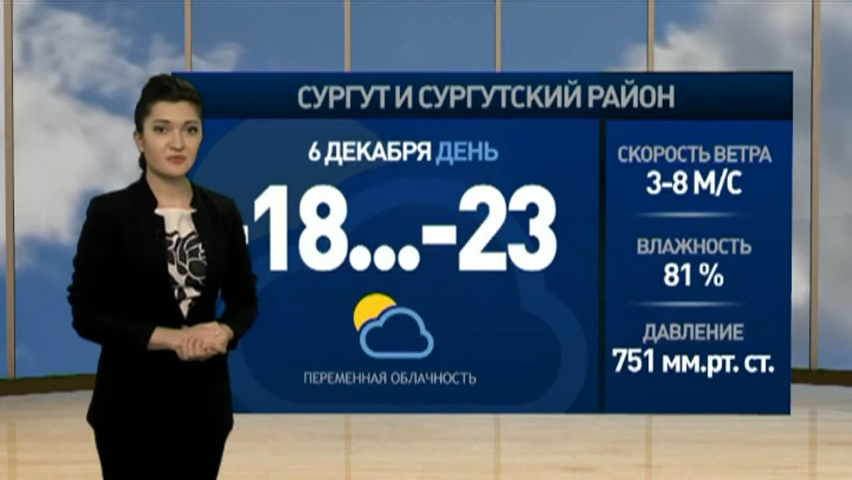 СУРГУТ И СУРГУТСКИЙ РАЙОН
6 ДЕКАБРЯ ДЕНЬ
-18...-23
ПЕРЕМЕННАЯ ОБЛАЧНОСТЬ
СКОРОСТЬ ВЕТРА
3-8 М/С
ВЛАЖНОСТЬ
81 %
ДАВЛЕНИЕ
751 мм.рт. ст.